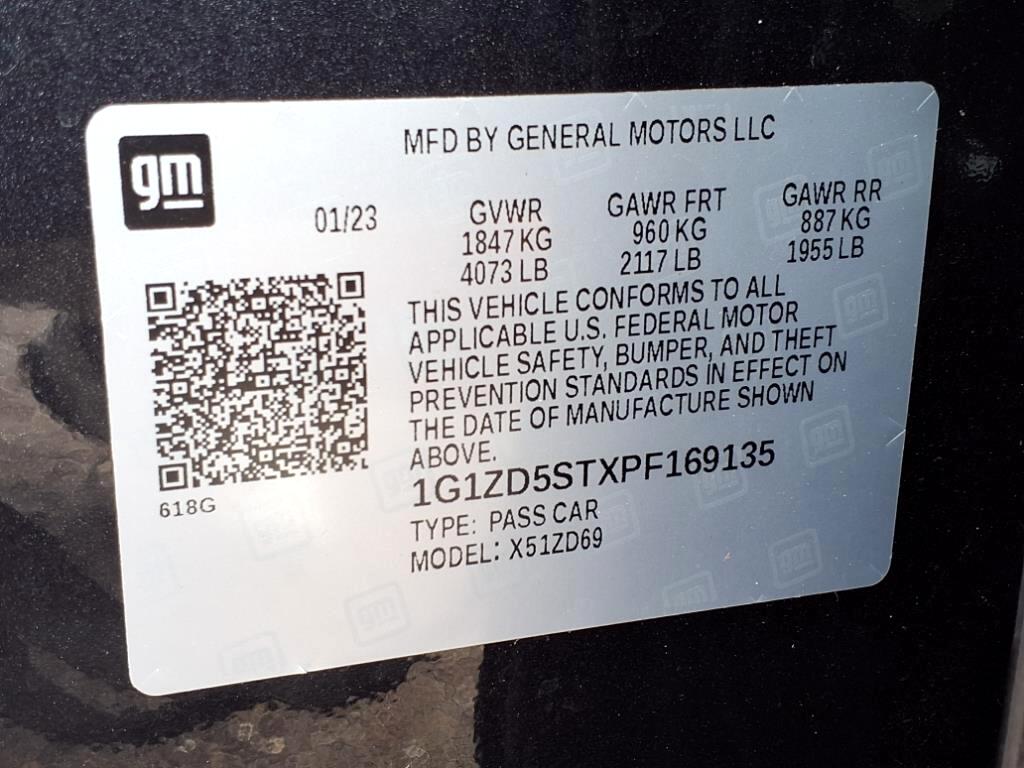 gm
MFD BY GENERAL MOTORS LLC
01/23
GVWR
1847 KG
4073 LB
GAWR FRT
960 KG
2117 LB
GAWR RR
887 KG
1955 LB
THIS VEHICLE CONFORMS TO ALL
APPLICABLE U.S. FEDERAL MOTOR
VEHICLE SAFETY, BUMPER, AND THEFT
PREVENTION STANDARDS IN EFFECT ON
THE DATE OF MANUFACTURE SHOWN
ABOVE.
1G1ZD5STXPF169135
TYPE: PASS CAR
MODEL: X51ZD69
618G